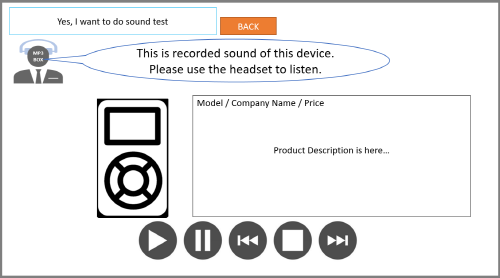 Yes, I want to do sound test
BACK
MP3
BOX
This is recorded sound of this device.
Please use the headset to listen.
Model / Company Name / Price
Product Description is here...